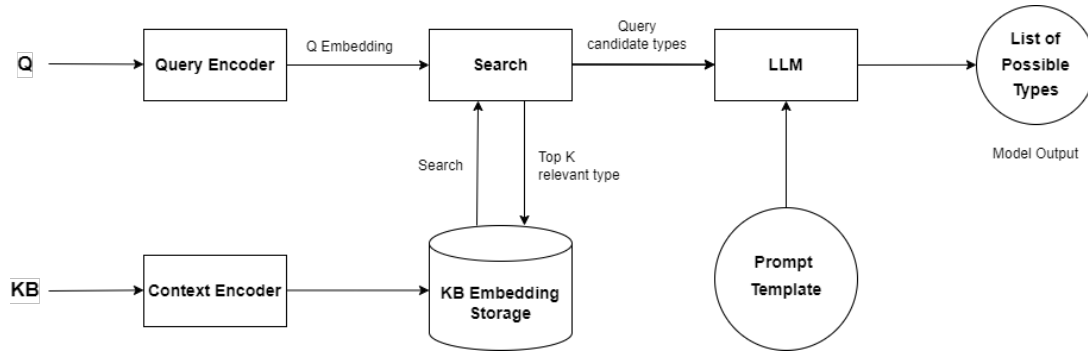 Q
Query Encoder
Q Embedding
Search
Query
candidate types
LLM
List of
Possible
Types
Model Output
Search
Top K
relevant type
KB
Context Encoder
KB Embedding
Storage
Prompt
Template